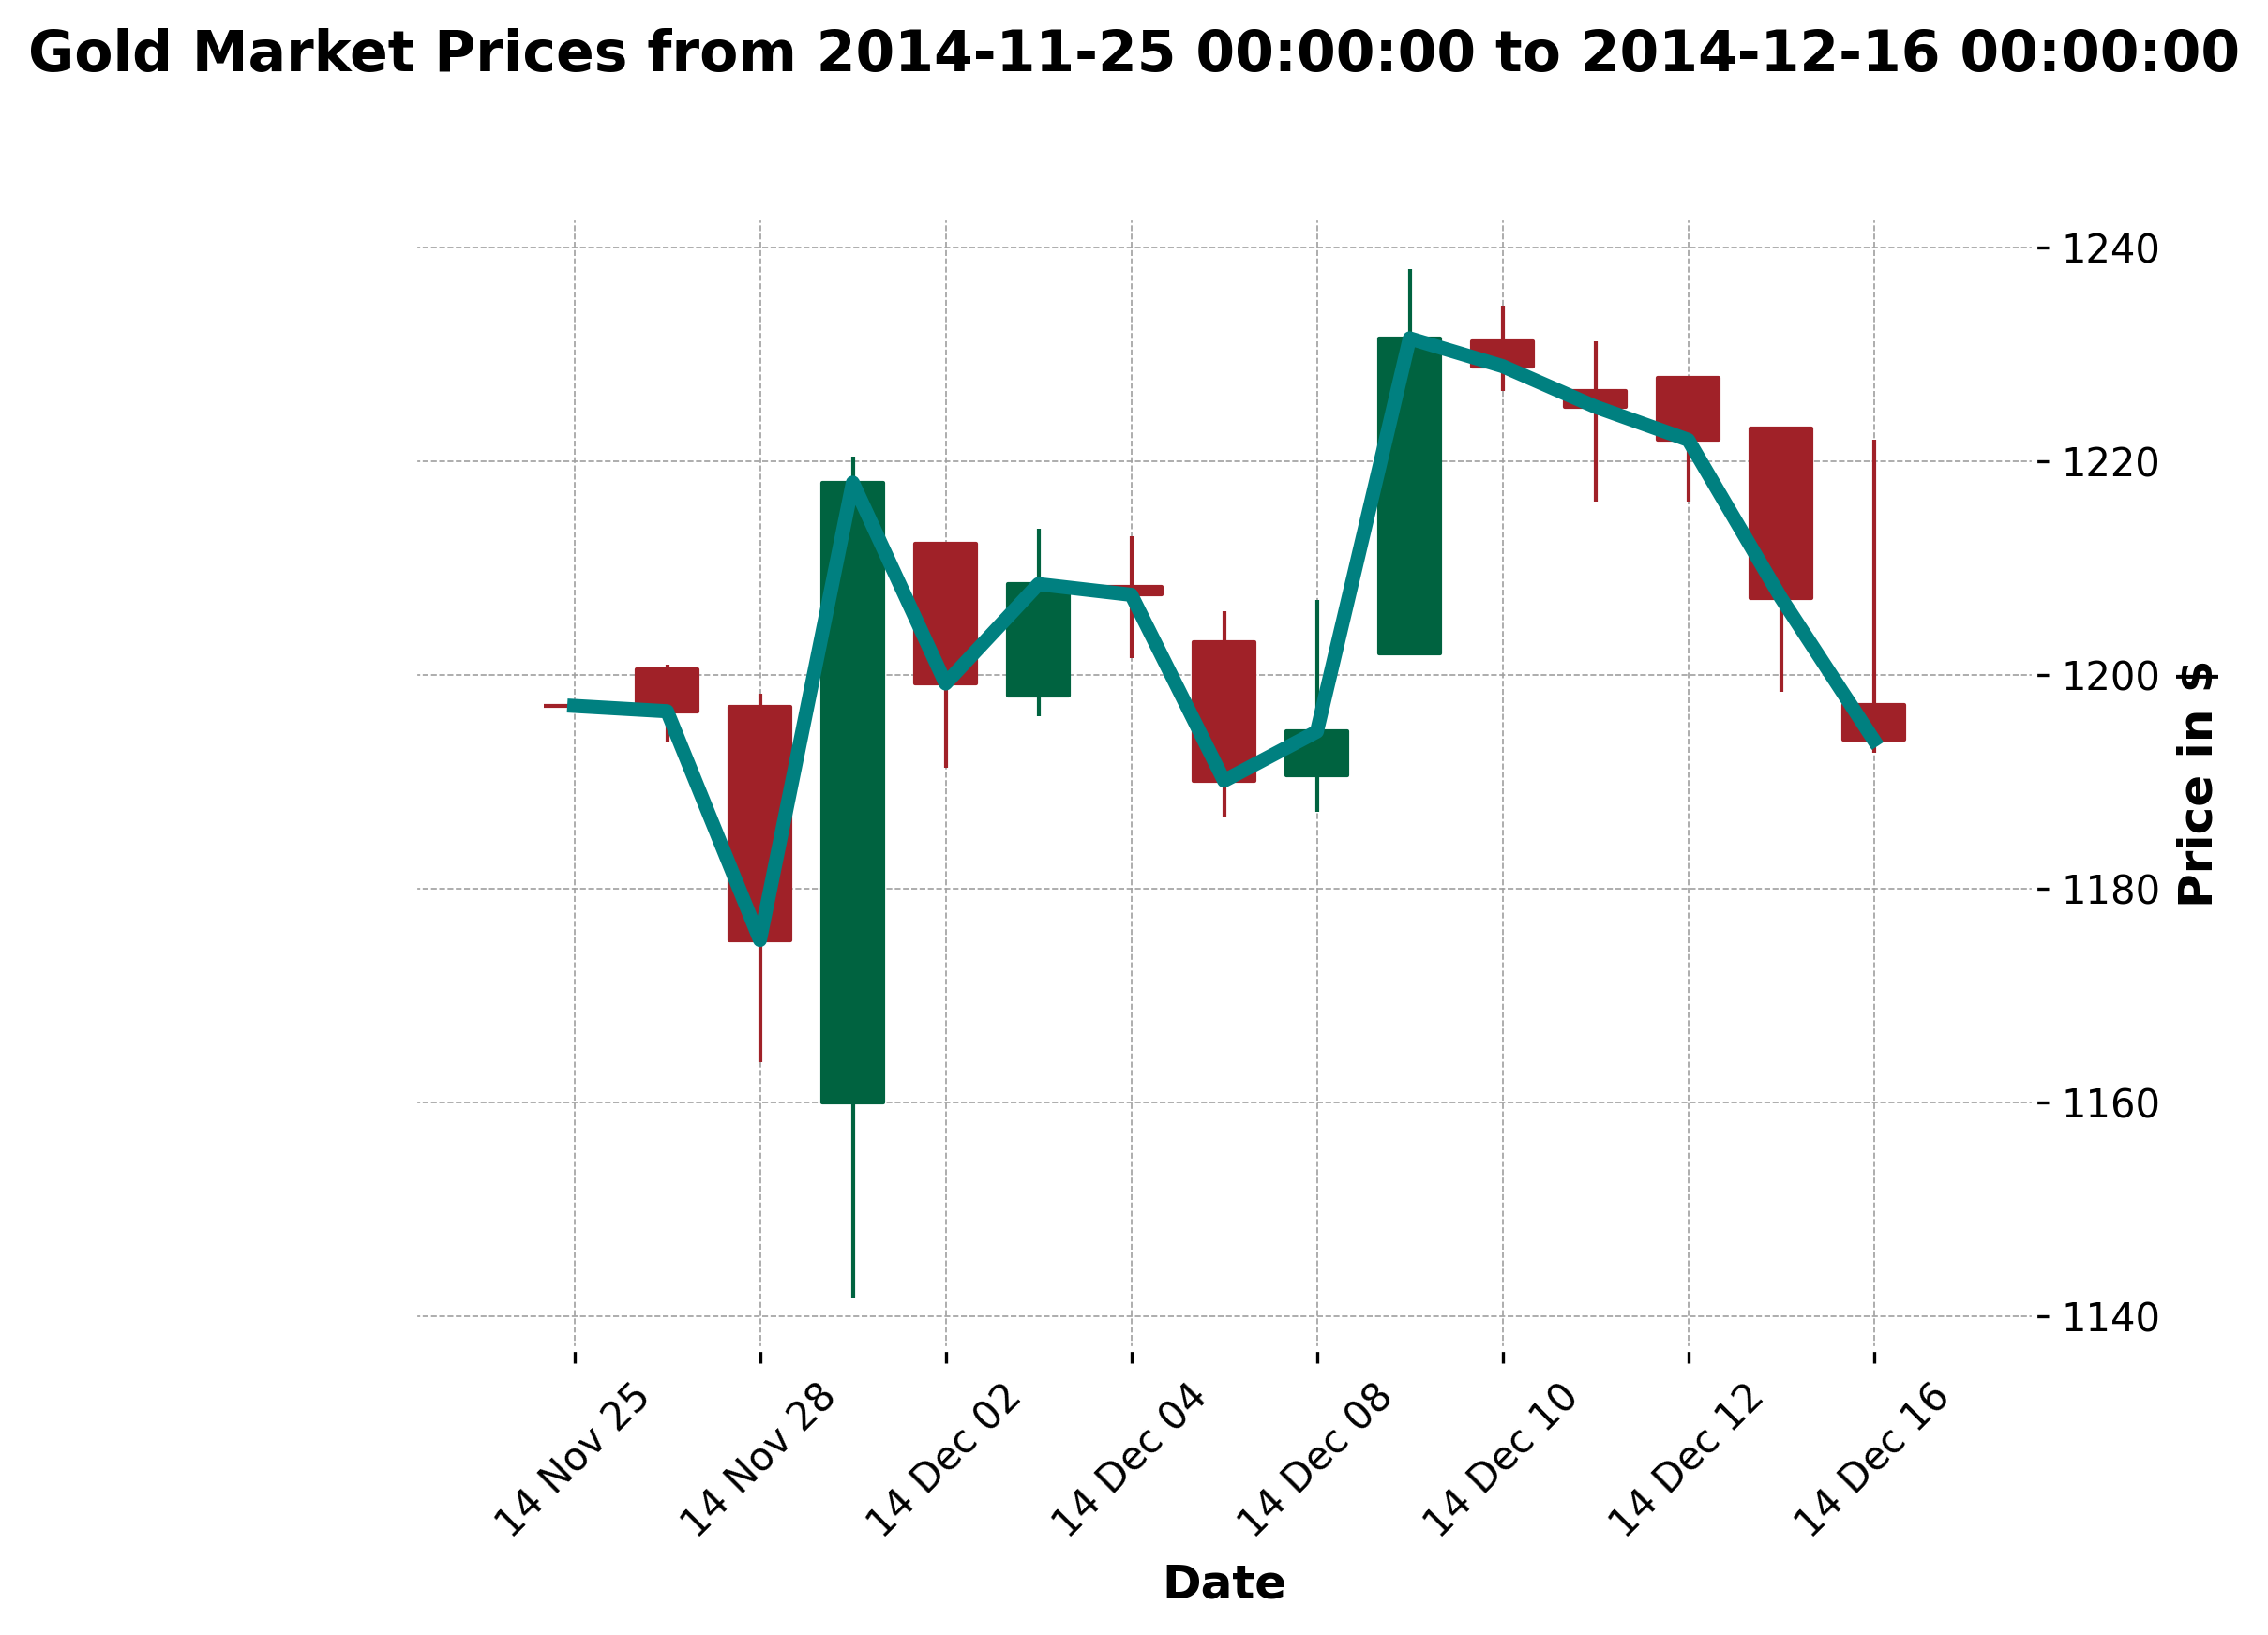 Gold Market Prices from 2014-11-25 00:00:00 to 2014-12-16 00:00:00
1240
1220
1200
1180
1160
1140
Price in $
14 Nov 25
14 Nov 28
14 Dec 02
14 Dec 04
14 Dec 08
14 Dec 10
14 Dec 12
14 Dec 16
Date